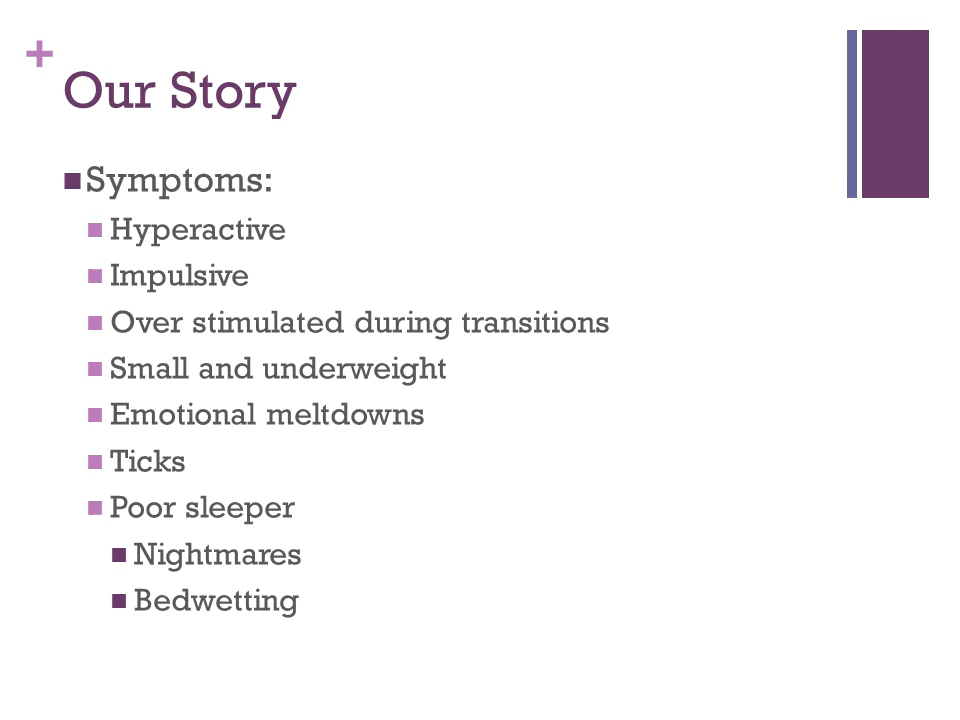 +
Our Story
Symptoms:
Hyperactive
Impulsive
Over stimulated during transitions
Small and underweight
Emotional meltdowns
Ticks
Poor sleeper
Nightmares
Bedwetting